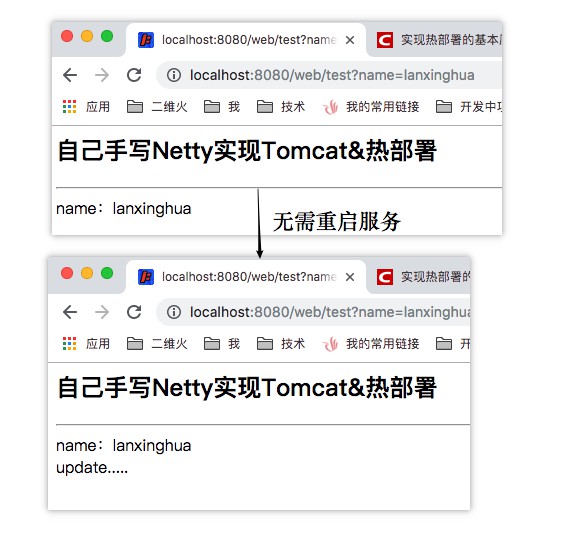 localhost:8080/web/test?name
实现热部署的基本原
localhost:8080/web/test?name=lanxinghua
应用 二维火 我 技术 我的常用链接 开发中项
自己手写Netty实现Tomcat&热部署
name：lanxinghua
无需重启服务
localhost:8080/web/test?name
实现热部署的
localhost:8080/web/test?name=lanxinghua
应用 二维火 我 技术 我的常用链接 开
自己手写Netty实现Tomcat&热部署
name：lanxinghua
update.....